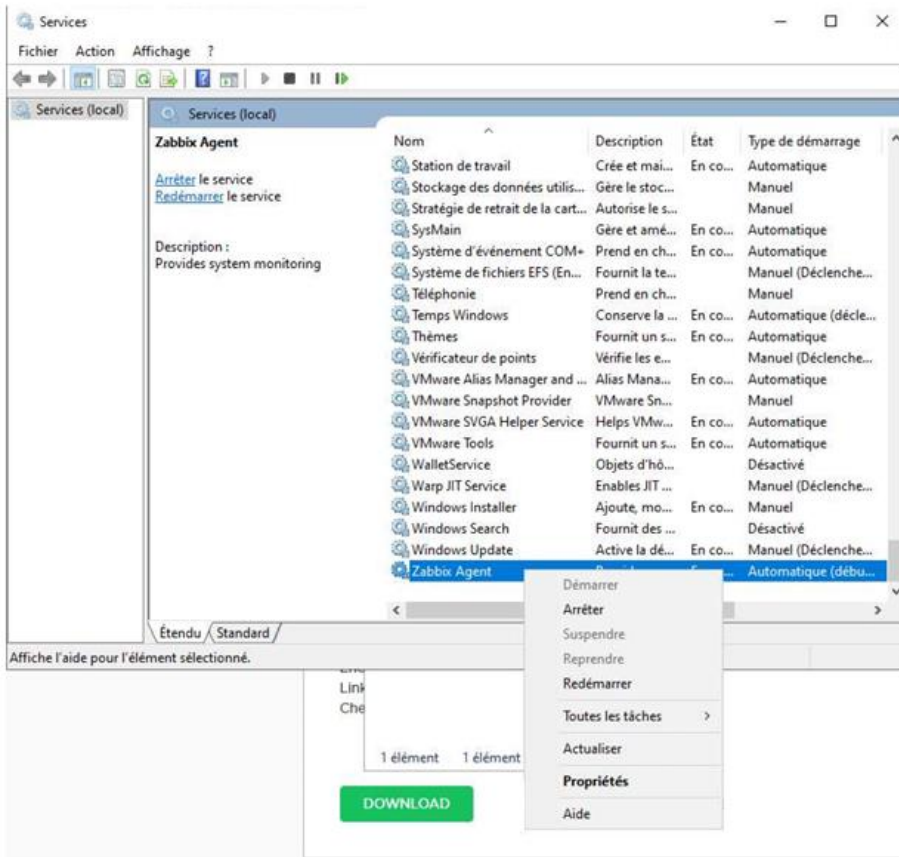 Services
Fichier Action Affichage ?
Services (local)
Services (local)
Zabbix Agent
Arrêter le service
Redémarrer le service
Description :
Provides system monitoring
Nom Description État Type de démarrage
Station de travail Crée et mai... En co... Automatique
Stockage des données utilis... Gère le stoc... Manuel
Stratégie de retrait de la cart... Autorise le s... Manuel
SysMain Gère et amé... En co... Automatique
Système d'événement COM+ Prend en ch... En co... Automatique
Système de fichiers EFS (En... Fournit la te... Manuel (Déclenche...
Téléphonie Prend en ch... Manuel
Temps Windows Conserve la ... En co... Automatique (décle...
Thèmes Fournit un s... En co... Automatique
Vérificateur de points Vérifie les e... Manuel (Déclenche...
VMware Alias Manager and ... Alias Mana... En co... Automatique
VMware Snapshot Provider VMware Sn... Manuel
VMware SVGA Helper Service Helps VMw... En co... Automatique
VMware Tools Fournit un s... En co... Automatique
WalletService Objets d'hô... Désactivé
Warp JIT Service Enables JIT ... Manuel (Déclenche...
Windows Installer Ajoute, mo... En co... Manuel
Windows Search Fournit des ... Désactivé
Windows Update Active la dé... En co... Manuel (Déclenche...
Zabbix Agent Automatique (débu...
Démarrer
Arrêter
Suspendre
Reprendre
Redémarrer
Toutes les tâches
Actualiser
Propriétés
Aide
Étendu Standard
Affiche l'aide pour l'élément sélectionné.
Link
Che
1 élément 1 élément
DOWNLOAD